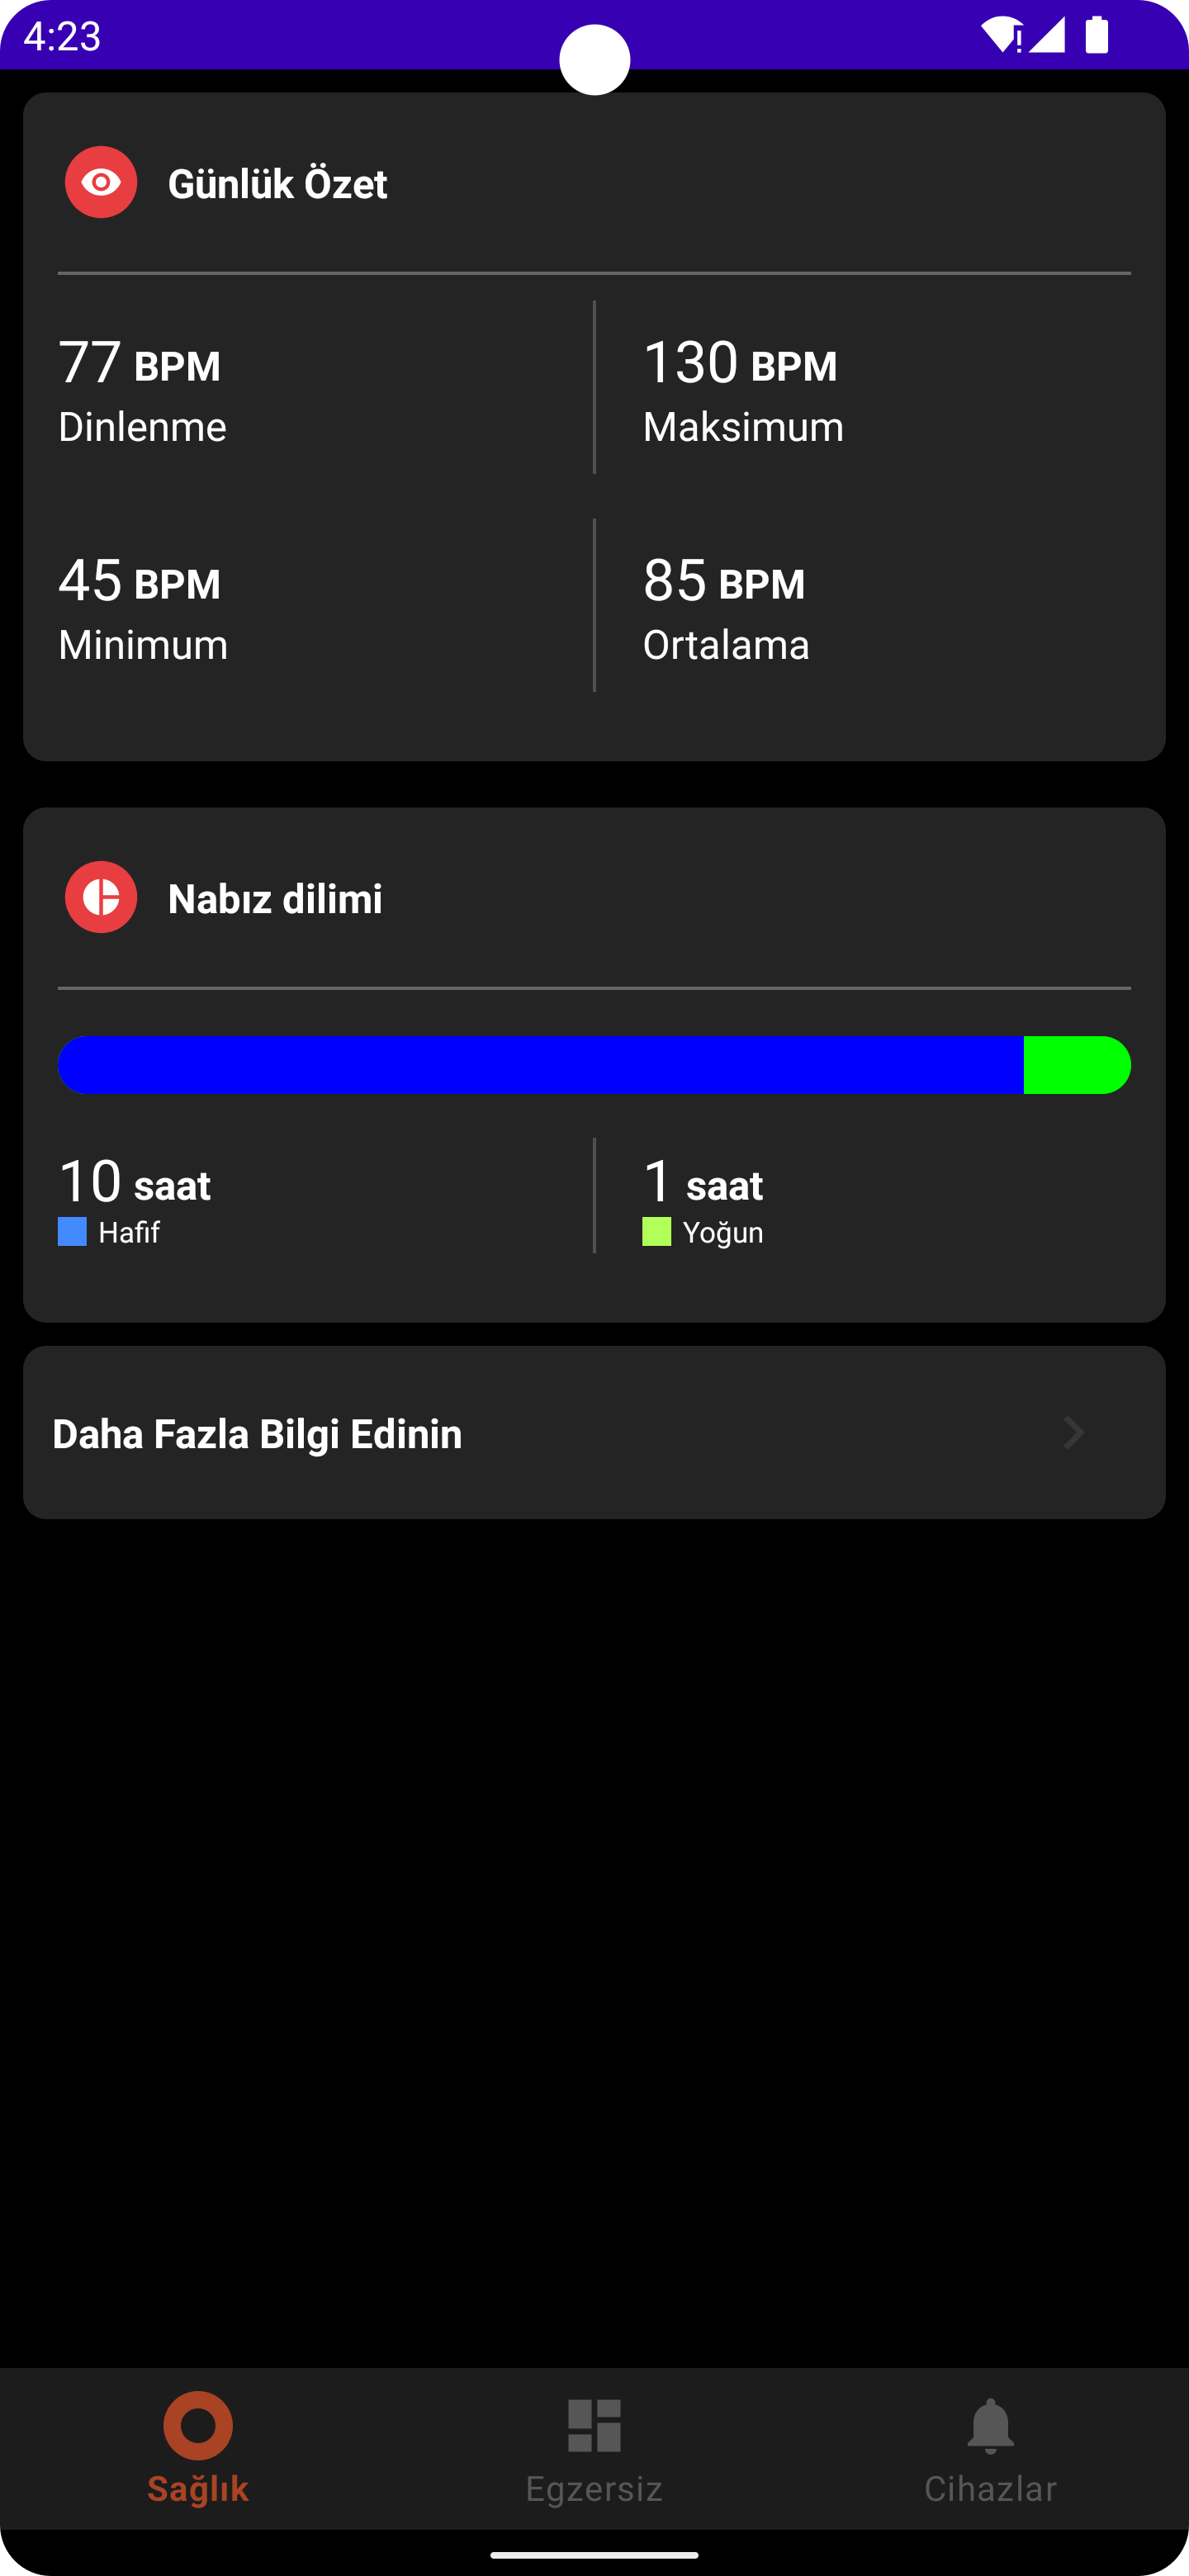 4:23
Günlük Özet
77 BPM
Dinlenme
130 BPM
Maksimum
45 BPM
Minimum
85 BPM
Ortalama
Nabız dilimi
10 saat
Hafif
1 saat
Yoğun
Daha Fazla Bilgi Edinin
Sağlık
Egzersiz
Cihazlar